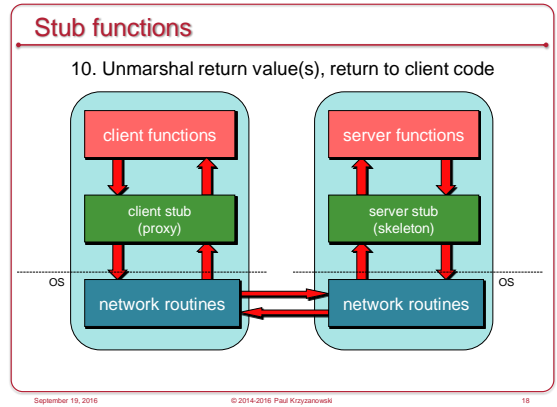 Stub functions
10. Unmarshal return value(s), return to client code
client functions
server functions
client stub
(proxy)
server stub
(skeleton)
OS
OS
network routines
network routines
September 19, 2016
© 2014-2016 Paul Krzyzanowski
18